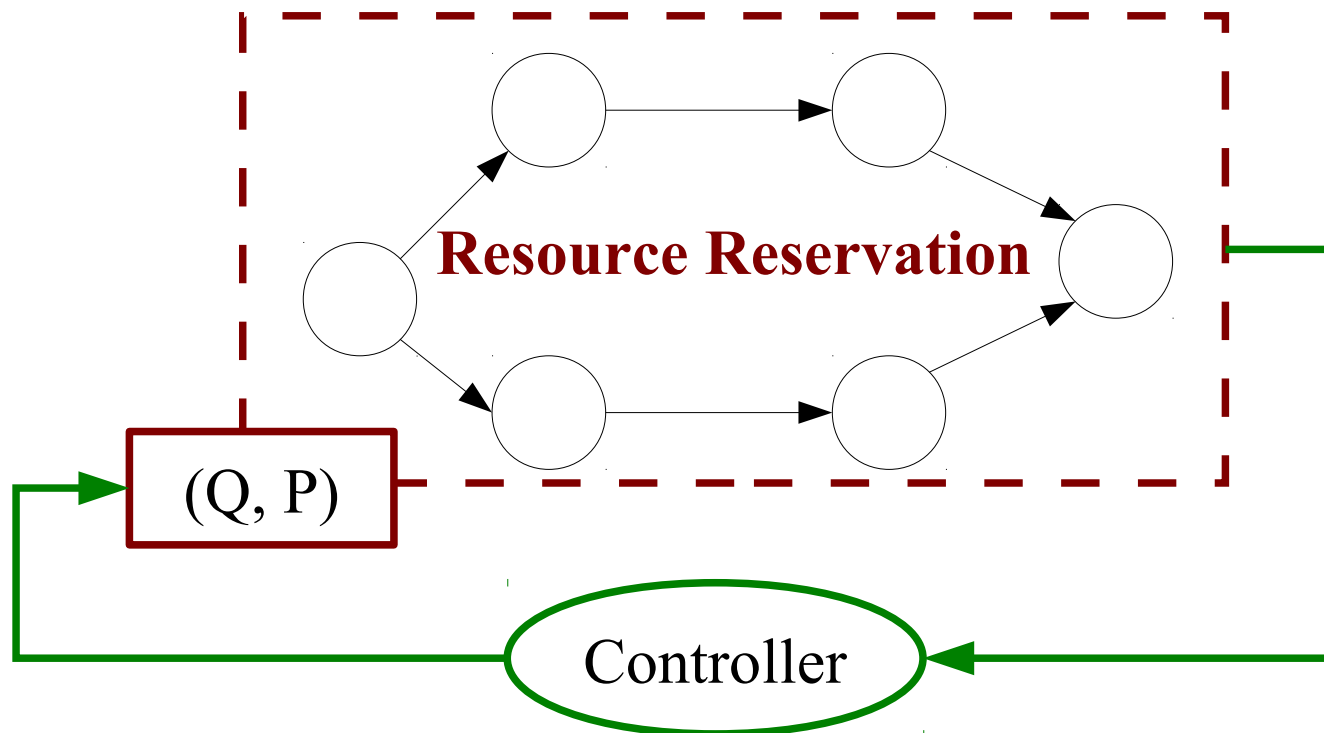 Resource Reservation
(Q, P)
Controller